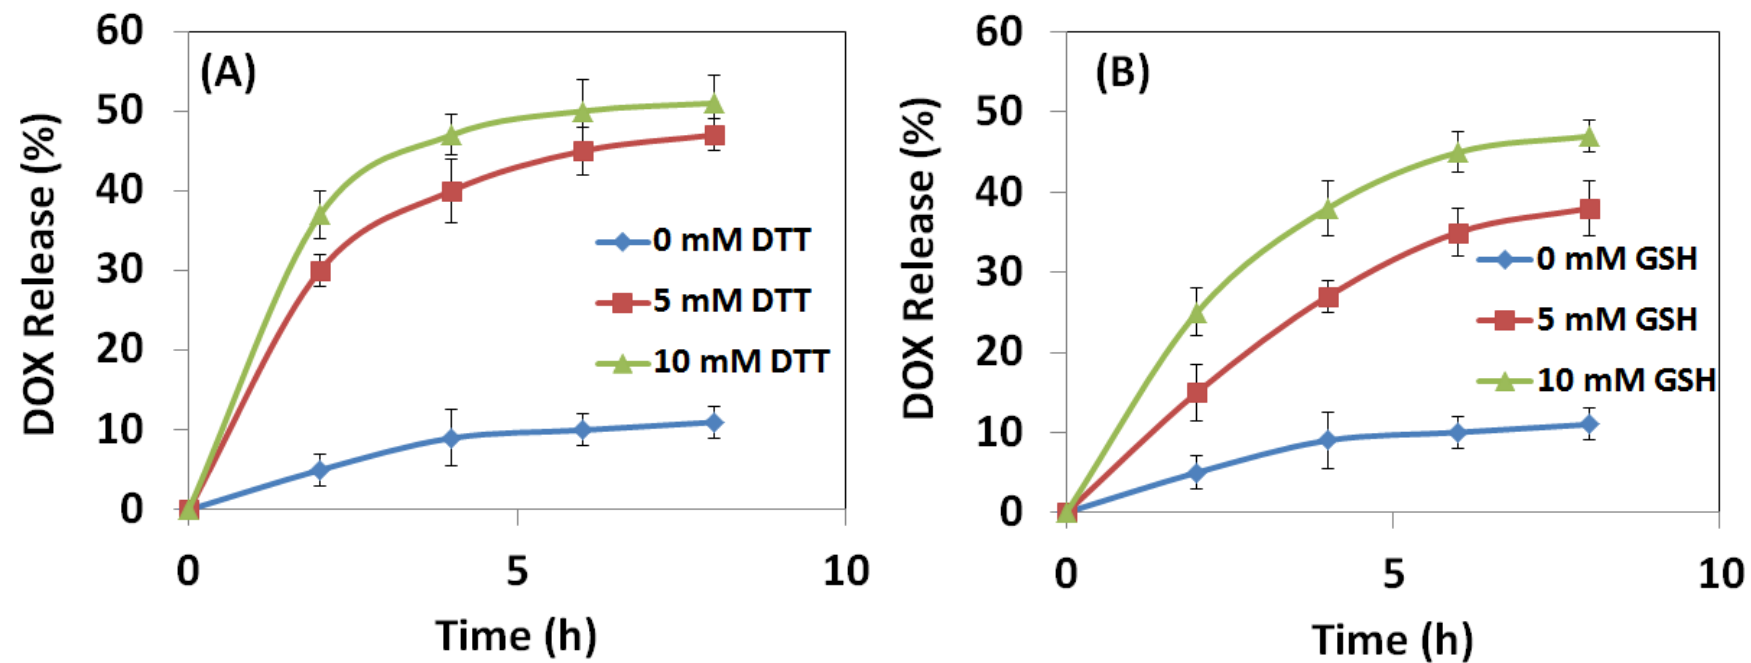 (A)
DOX Release (%)
60
50
40
30
20
10
0
0 mM DTT
5 mM DTT
10 mM DTT
0 5 10
Time (h)
(B)
DOX Release (%)
60
50
40
30
20
10
0
0 mM GSH
5 mM GSH
10 mM GSH
0 5 10
Time (h)